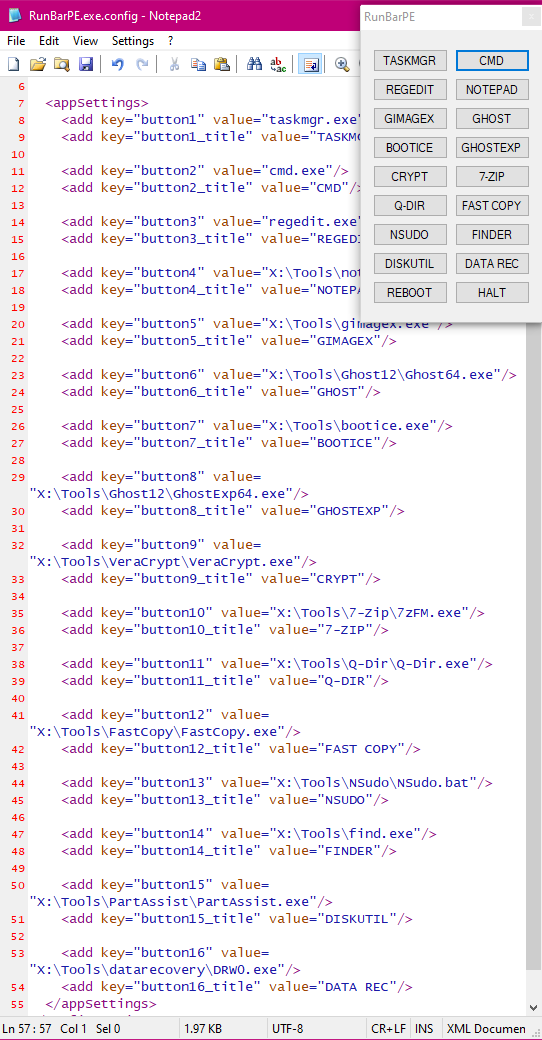 RunBarPE.exe.config - Notepad2
File Edit View Settings ?
6
7 <appSettings>
8 <add key="button1" value="taskmgr.exe"
9 <add key="button1_title" value="TASKMG
10
11 <add key="button2" value="cmd.exe"/>
12 <add key="button2_title" value="CMD"/>
13
14 <add key="button3" value="regedit.exe"
15 <add key="button3_title" value="REGEDI
16
17 <add key="button4" value="X:\Tools\not
18 <add key="button4_title" value="NOTEPA
19
20 <add key="button5" value="X:\Tools\gimagex.exe"/>
21 <add key="button5_title" value="GIMAGEX"/>
22
23 <add key="button6" value="X:\Tools\Ghost12\Ghost64.exe"/>
24 <add key="button6_title" value="GHOST"/>
25
26 <add key="button7" value="X:\Tools\bootice.exe"/>
27 <add key="button7_title" value="BOOTICE"/>
28
29 <add key="button8" value=
"X:\Tools\Ghost12\GhostExp64.exe"/>
30 <add key="button8_title" value="GHOSTEXP"/>
31
32 <add key="button9" value=
"X:\Tools\VeraCrypt\VeraCrypt.exe"/>
33 <add key="button9_title" value="CRYPT"/>
34
35 <add key="button10" value="X:\Tools\7-Zip\7zFM.exe"/>
36 <add key="button10_title" value="7-ZIP"/>
37
38 <add key="button11" value="X:\Tools\Q-Dir\Q-Dir.exe"/>
39 <add key="button11_title" value="Q-DIR"/>
40
41 <add key="button12" value=
"X:\Tools\FastCopy\FastCopy.exe"/>
42 <add key="button12_title" value="FAST COPY"/>
43
44 <add key="button13" value="X:\Tools\NSudo\NSudo.bat"/>
45 <add key="button13_title" value="NSUDO"/>
46
47 <add key="button14" value="X:\Tools\find.exe"/>
48 <add key="button14_title" value="FINDER"/>
49
50 <add key="button15" value=
"X:\Tools\PartAssist\PartAssist.exe"/>
51 <add key="button15_title" value="DISKUTIL"/>
52
53 <add key="button16" value=
"X:\Tools\datarecovery\DRW0.exe"/>
54 <add key="button16_title" value="DATA REC"/>
55 </appSettings>
Ln 57 : 57 Col 1 Sel 0 1.97 KB UTF-8 CR+LF INS XML Documen
RunBarPE
TASKMGR CMD
REGEDIT NOTEPAD
GIMAGEX GHOST
BOOTICE GHOSTEXP
CRYPT 7-ZIP
Q-DIR FAST COPY
NSUDO FINDER
DISKUTIL DATA REC
REBOOT HALT